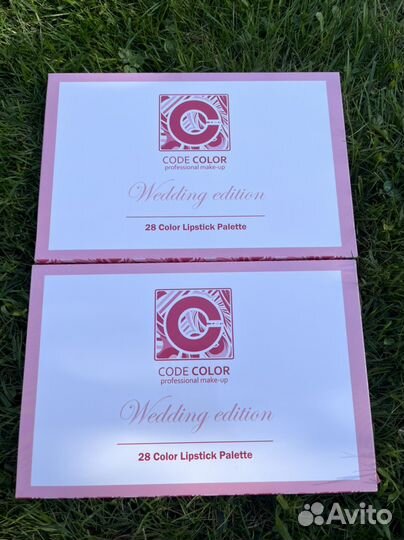 CODE COLOR
professional make-up
Wedding edition
28 Color Lipstick Palette
CODE COLOR
professional make-up
Wedding edition
28 Color Lipstick Palette
Avito